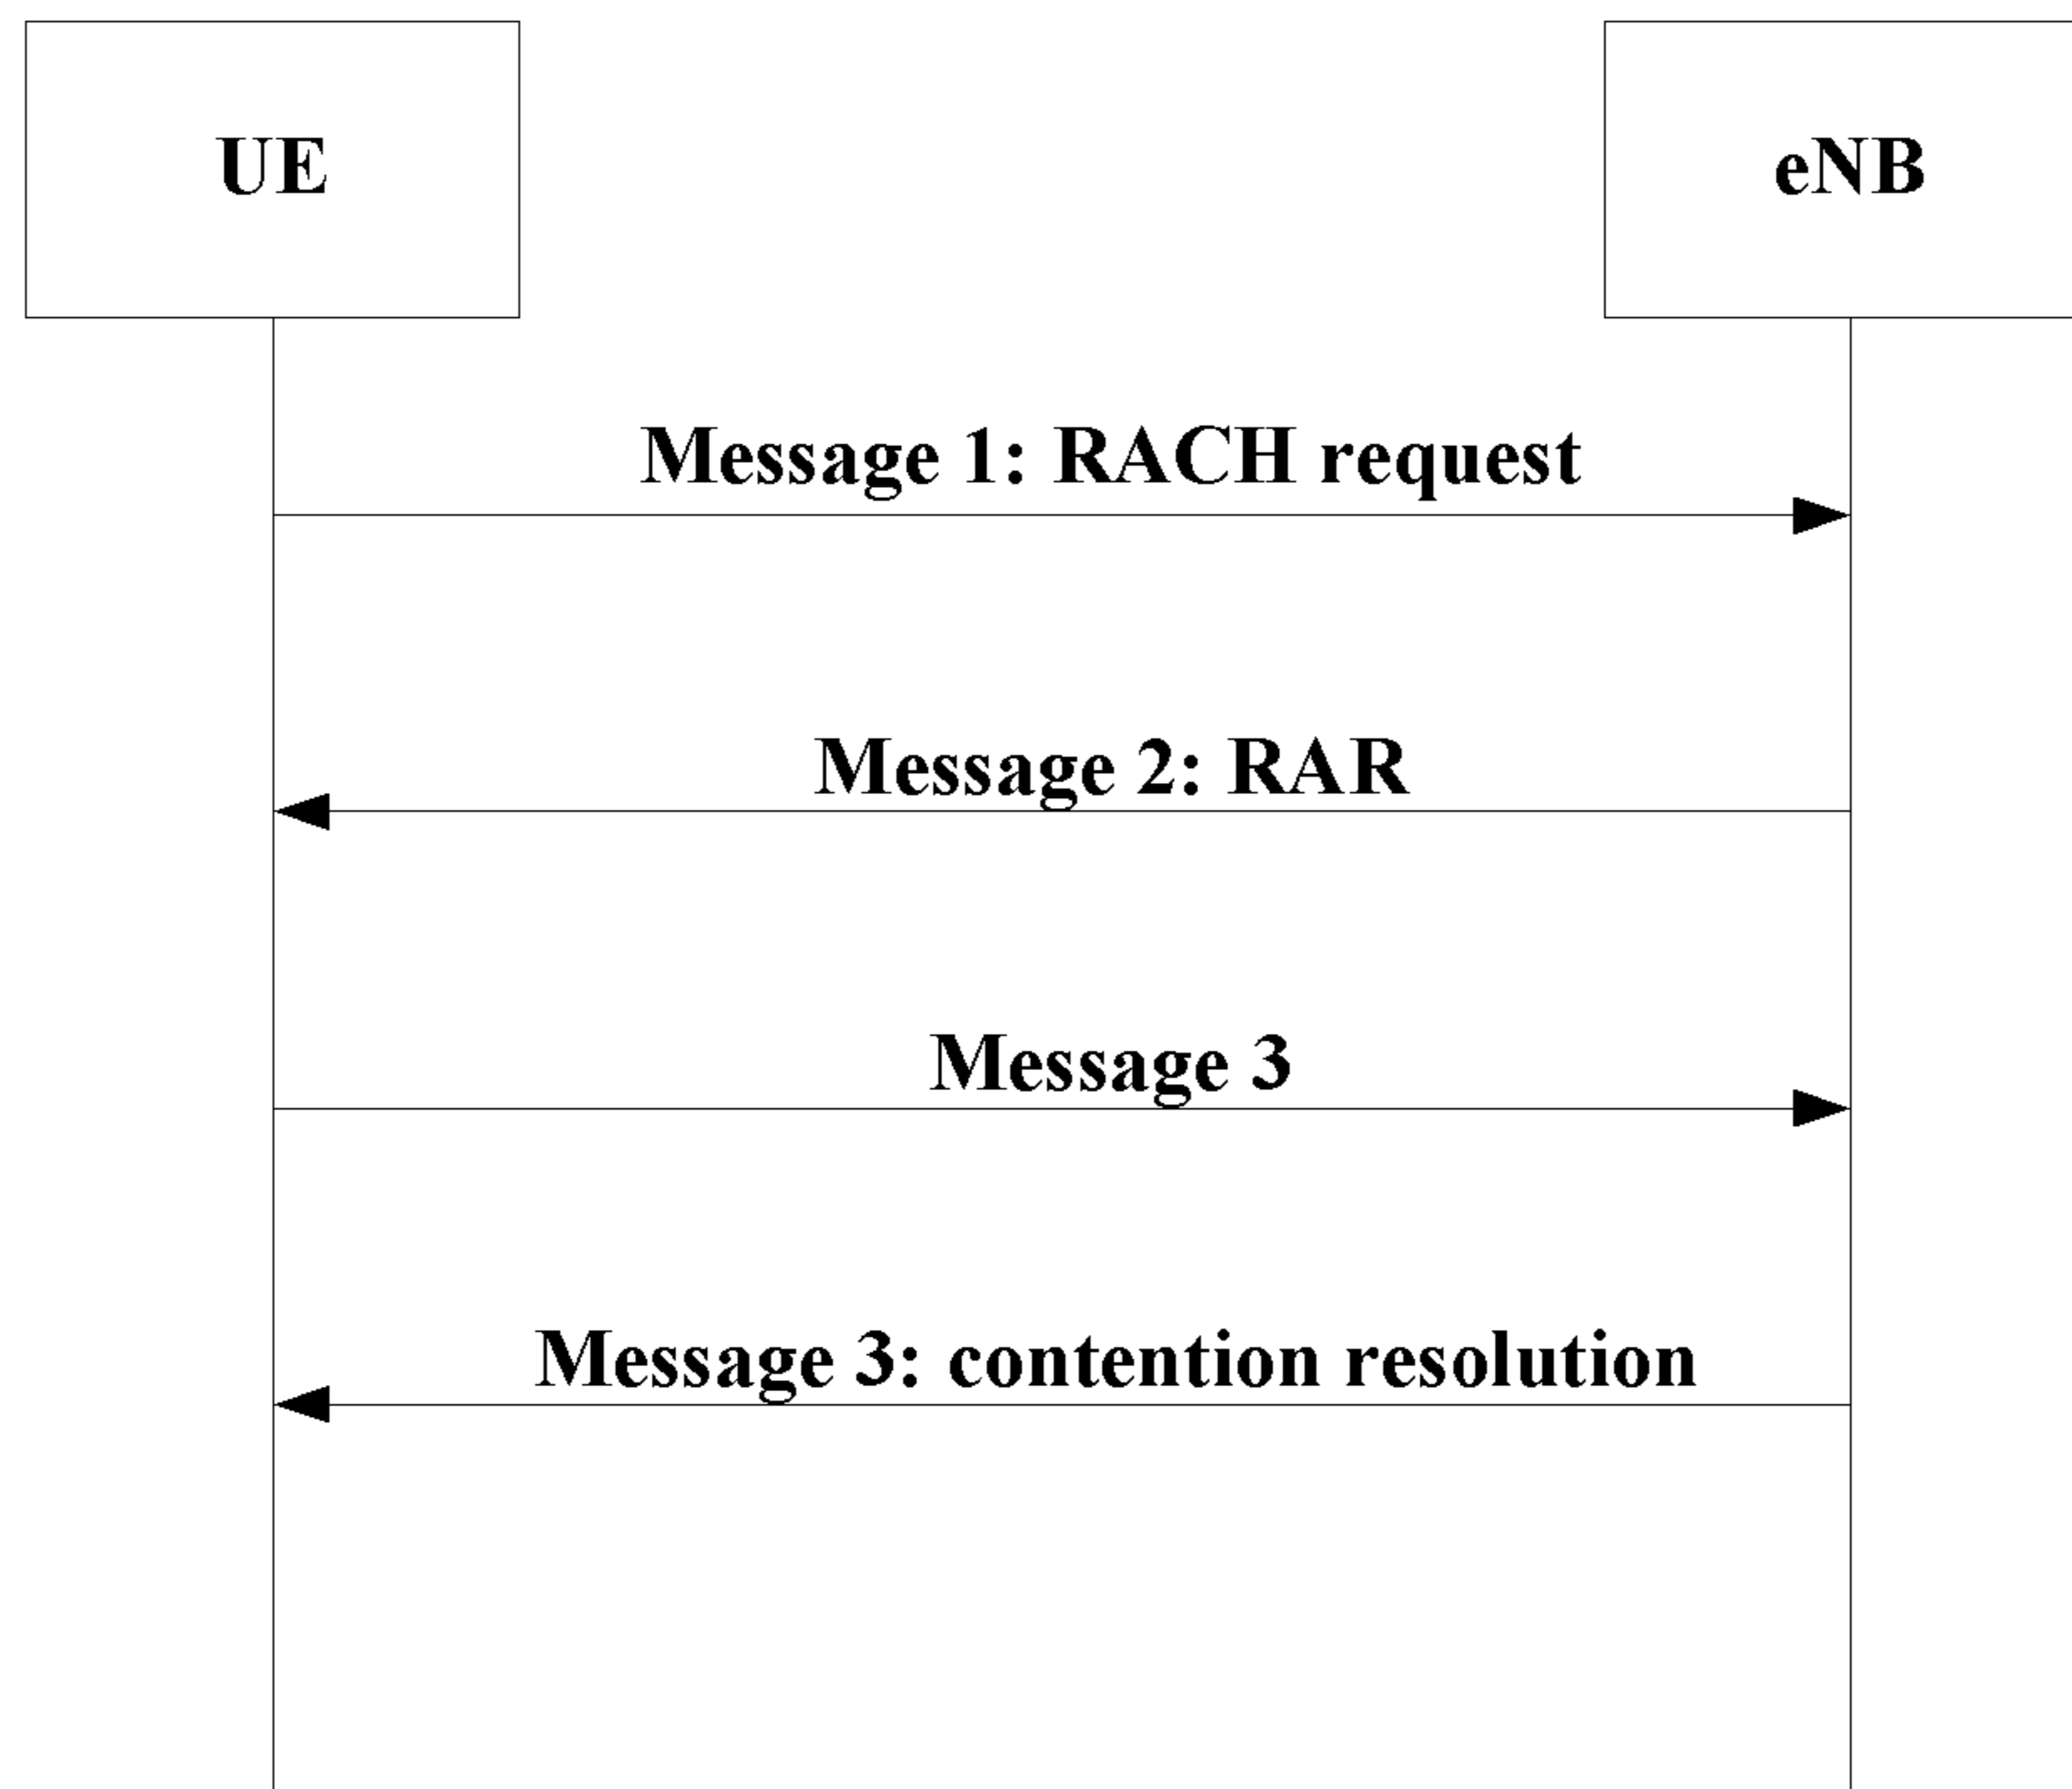 UE
eNB
Message 1: RACH request
Message 2: RAR
Message 3
Message 3: contention resolution